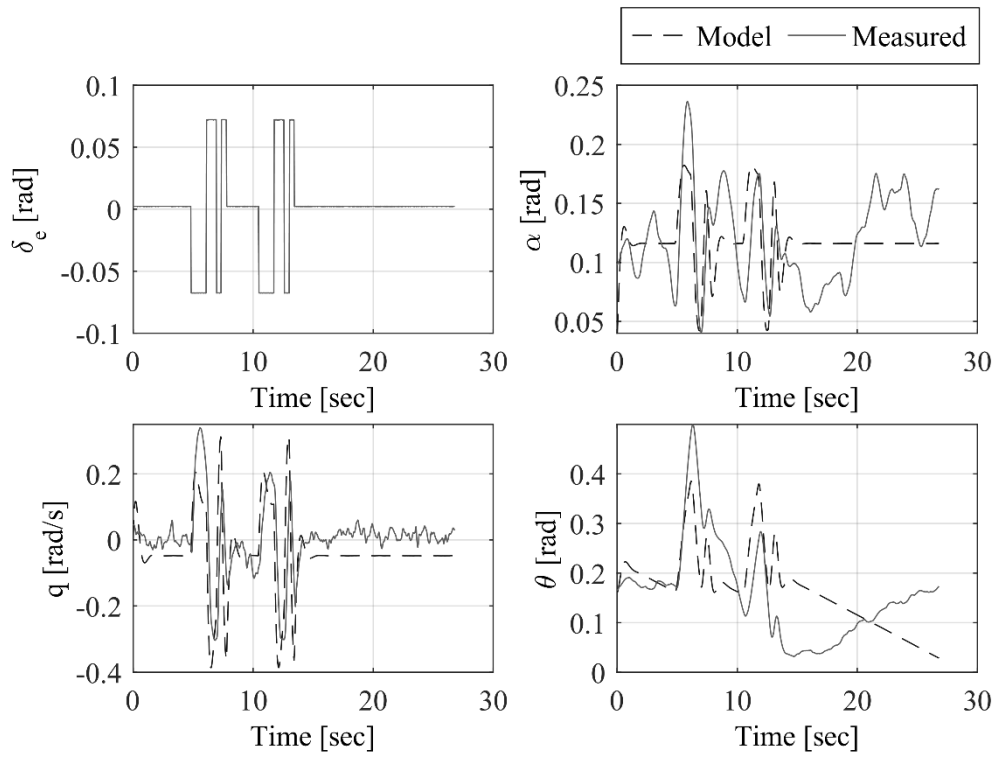 Model Measured
0.1
0.05
0
-0.05
-0.1
δe [rad]
0 10 20 30
Time [sec]
0.25
0.2
0.15
0.1
0.05
α [rad]
0 10 20 30
Time [sec]
0.2
0
-0.2
-0.4
q [rad/s]
0 10 20 30
Time [sec]
0.4
0.3
0.2
0.1
0
θ [rad]
0 10 20 30
Time [sec]